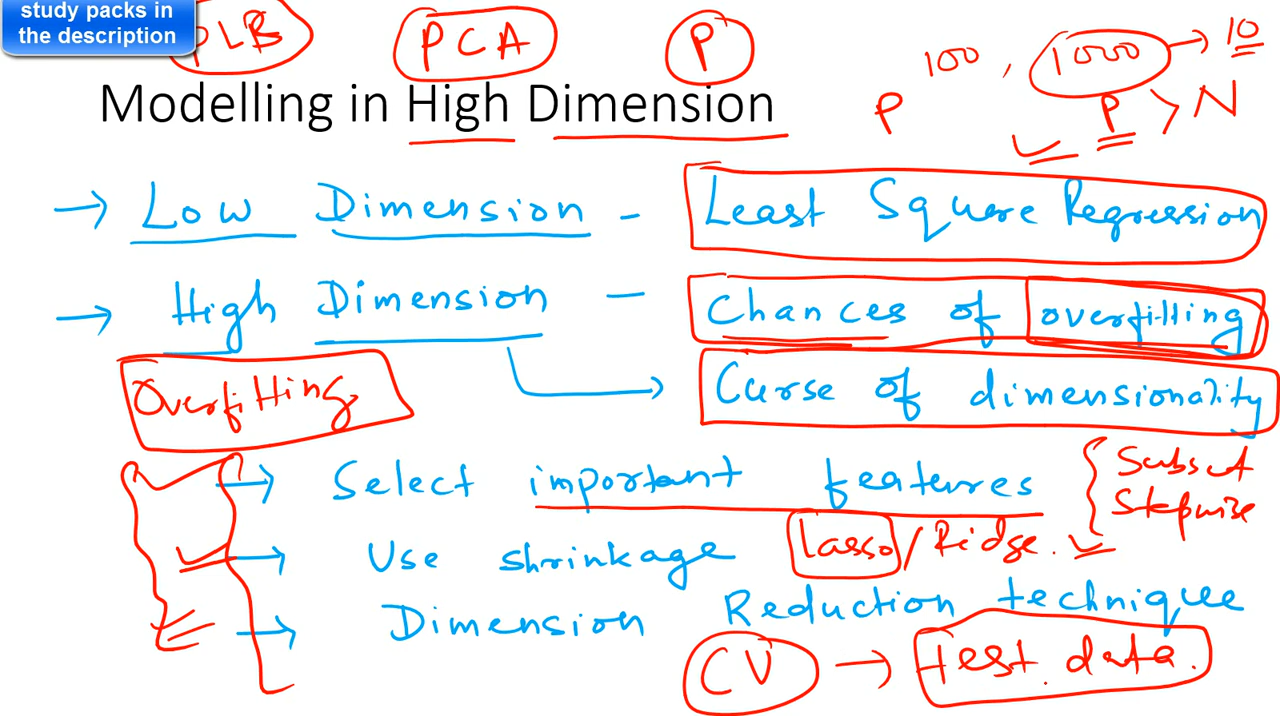 study packs in
the description
PLB PCA P 100 , 1000 → 10
Modelling in High Dimension P P > N
→ Low Dimension - Least Square Regression
→ High Dimension - Chances of overfitting
Overfitting → Curse of dimensionality
→ Select important features { Subset
Stepwise
→ Use shrinkage Lasso/Ridge.
→ Dimension Reduction technique
CV → test data.